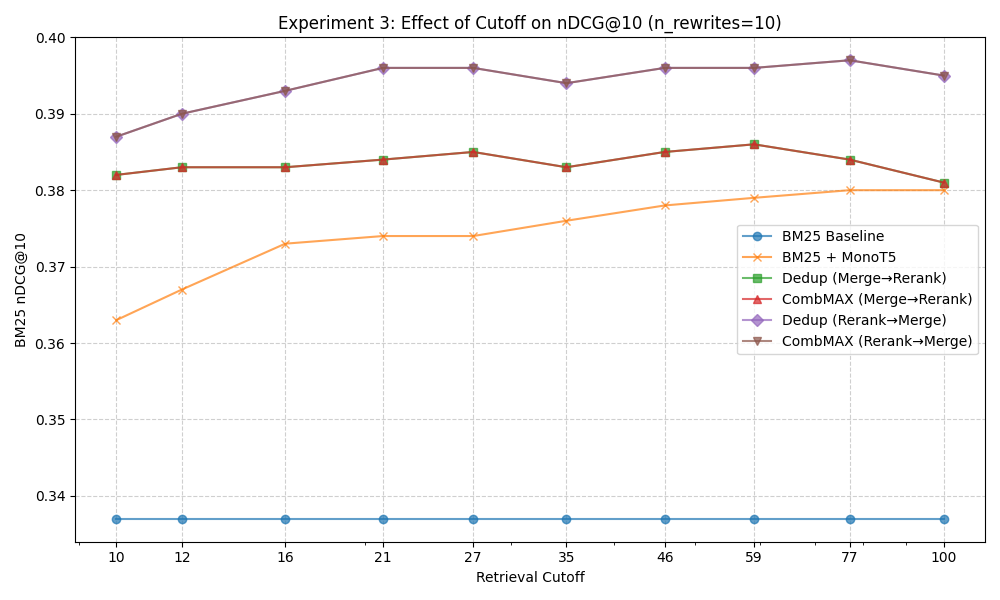 Experiment 3: Effect of Cutoff on nDCG@10 (n_rewrites=10)
0.40
0.39
0.38
0.37
0.36
0.35
0.34
BM25 nDCG@10
BM25 Baseline
BM25 + MonoT5
Dedup (Merge→Rerank)
CombMAX (Merge→Rerank)
Dedup (Rerank→Merge)
CombMAX (Rerank→Merge)
10 12 16 21 27 35 46 59 77 100
Retrieval Cutoff